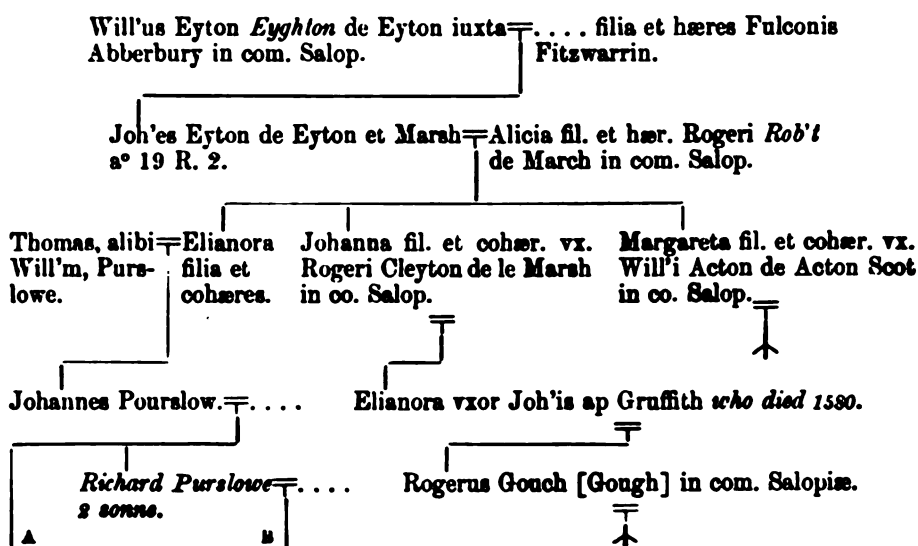 Will'us Eyton Eyghton de Eyton iuxta=.... filia et hæres Fulconis
Abberbury in com. Salop. Fitzwarrin.
Joh'es Eyton de Eyton et Marsh=Alicia fil. et hær. Rogeri Rob't
aº 19 R. 2. de March in com. Salop.
Thomas, alibi=Elianora Johanna fil. et cohær. vx. Margareta fil. et cohær. vx.
Will'm, Purs- filia et Rogeri Cleyton de le Marsh Will'i Acton de Acton Scot
lowe. cohæres. in co. Salop. in co. Salop.
Johannes Pourslow.=.... Elianora vxor Joh'is ap Gruffith who died 1580.
Richard Purslowe=.... Rogerus Gouch [Gough] in com. Salopiæ.
2 sonne.
A B